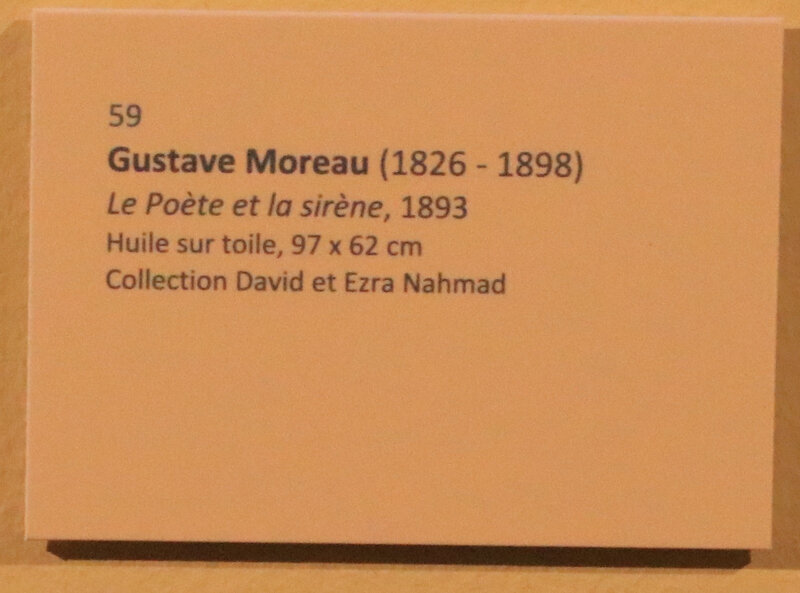 59
Gustave Moreau (1826 - 1898)
Le Poète et la sirène, 1893
Huile sur toile, 97 x 62 cm
Collection David et Ezra Nahmad